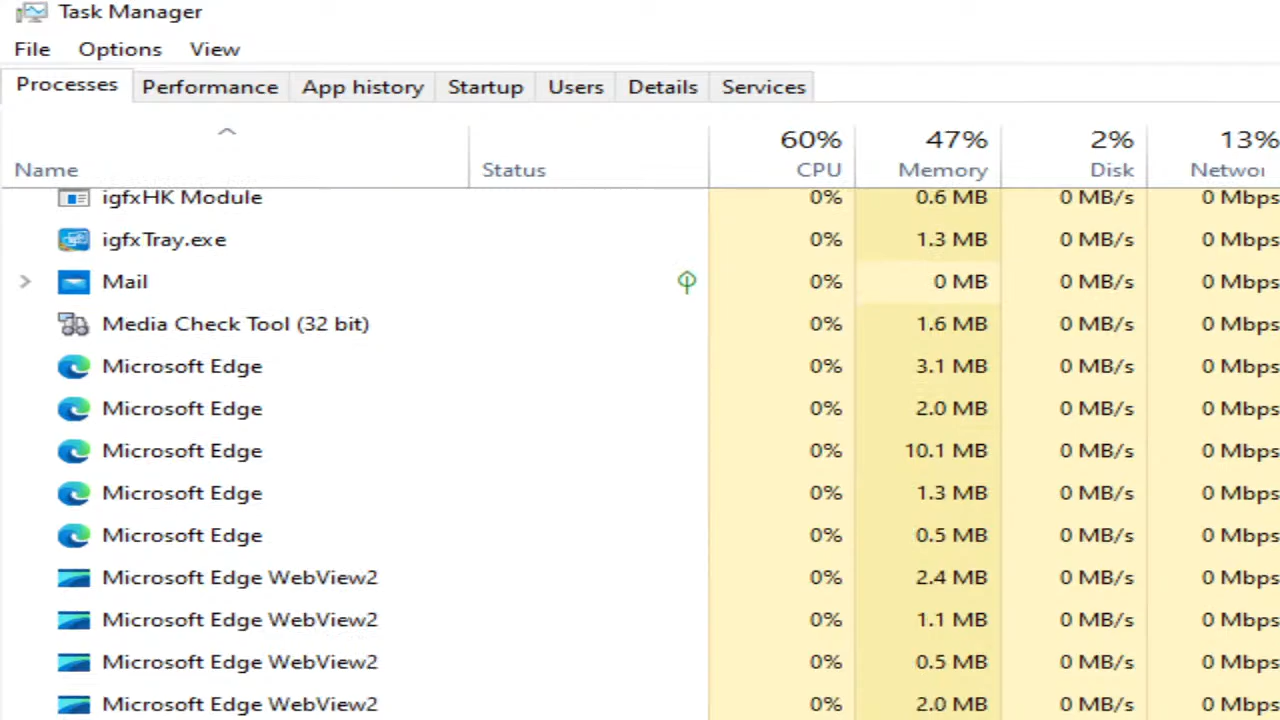 Task Manager
File Options View
Processes Performance App history Startup Users Details Services
60% 47% 2% 13%
Name Status CPU Memory Disk
igfxHK Module 0% 0.6 MB 0 MB/s 0 Mbps
igfxTray.exe 0% 1.3 MB 0 MB/s 0 Mbps
Mail 0% 0 MB 0 MB/s 0 Mbps
Media Check Tool (32 bit) 0% 1.6 MB 0 MB/s 0 Mbps
Microsoft Edge 0% 3.1 MB 0 MB/s 0 Mbps
Microsoft Edge 0% 2.0 MB 0 MB/s 0 Mbps
Microsoft Edge 0% 10.1 MB 0 MB/s 0 Mbps
Microsoft Edge 0% 1.3 MB 0 MB/s 0 Mbps
Microsoft Edge 0% 0.5 MB 0 MB/s 0 Mbps
Microsoft Edge WebView2 0% 2.4 MB 0 MB/s 0 Mbps
Microsoft Edge WebView2 0% 1.1 MB 0 MB/s 0 Mbps
Microsoft Edge WebView2 0% 0.5 MB 0 MB/s 0 Mbps
Microsoft Edge WebView2 0% 2.0 MB 0 MB/s 0 Mbps